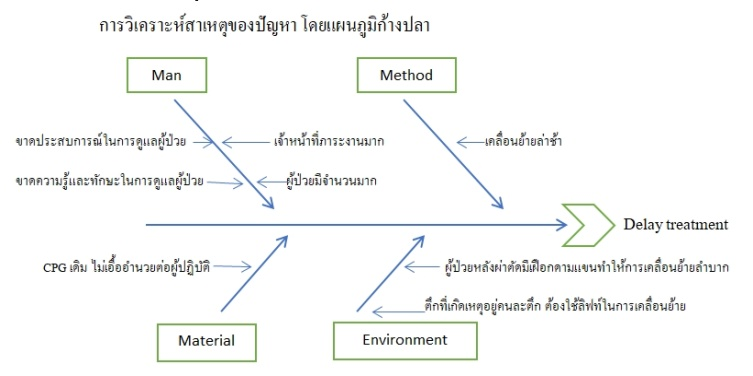 การวิเคราะห์สาเหตุของปัญหา โดยแผนภูมิก้างปลา
Man
Method
ขาดประสบการณ์ในการดูแลผู้ป่วย
เจ้าหน้าที่ภาระงานมาก
เคลื่อนย้ายล่าช้า
ขาดความรู้และทักษะในการดูแลผู้ป่วย
ผู้ป่วยมีจำนวนมาก
Delay treatment
CPG เดิม ไม่เอื้ออำนวยต่อผู้ปฏิบัติ
ผู้ป่วยหลังผ่าตัดมีเฝือกดามแขนทำให้การเคลื่อนย้ายลำบาก
ตึกที่เกิดเหตุอยู่คนละตึก ต้องใช้ลิฟท์ในการเคลื่อนย้าย
Material
Environment